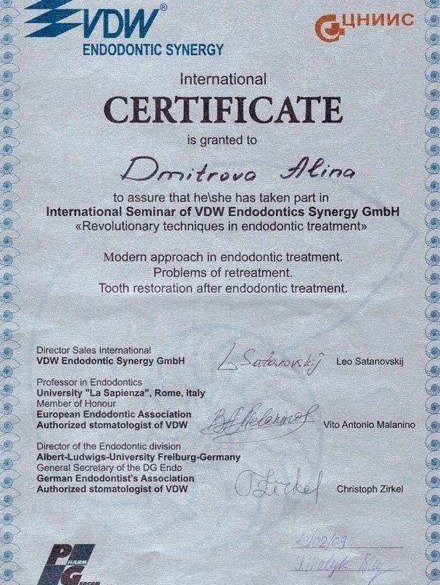 VDW®
ENDODONTIC SYNERGY
ЦНИИС
International
CERTIFICATE
is granted to
Dmitrova Alina
to assure that he\she has taken part in
International Seminar of VDW Endodontics Synergy GmbH
«Revolutionary techniques in endodontic treatment»
Modern approach in endodontic treatment.
Problems of retreatment.
Tooth restoration after endodontic treatment.
Director Sales International
VDW Endodontic Synergy GmbH
L Satanovskij
Leo Satanovskij
Professor in Endodontics
University "La Sapienza", Rome, Italy
Member of Honour
European Endodontic Association
Authorized stomatologist of VDW
Vito Antonio Malanino
Director of the Endodontic division
Albert-Ludwigs-University Freiburg-Germany
General Secretary of the DG Endo
German Endodontist's Association
Authorized stomatologist of VDW
Zirkel
Christoph Zirkel
PHARM